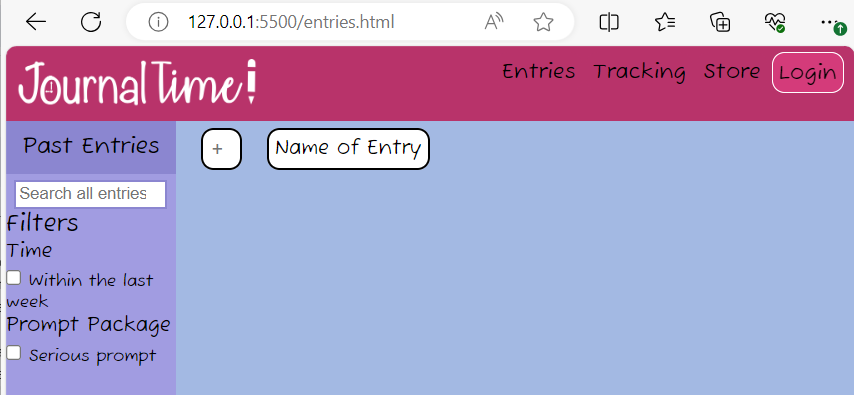 127.0.0.1:5500/entries.html
JournalTime!
Entries Tracking Store Login
Past Entries
+ Name of Entry
Search all entries
Filters
Time
Within the last
week
Prompt Package
Serious prompt